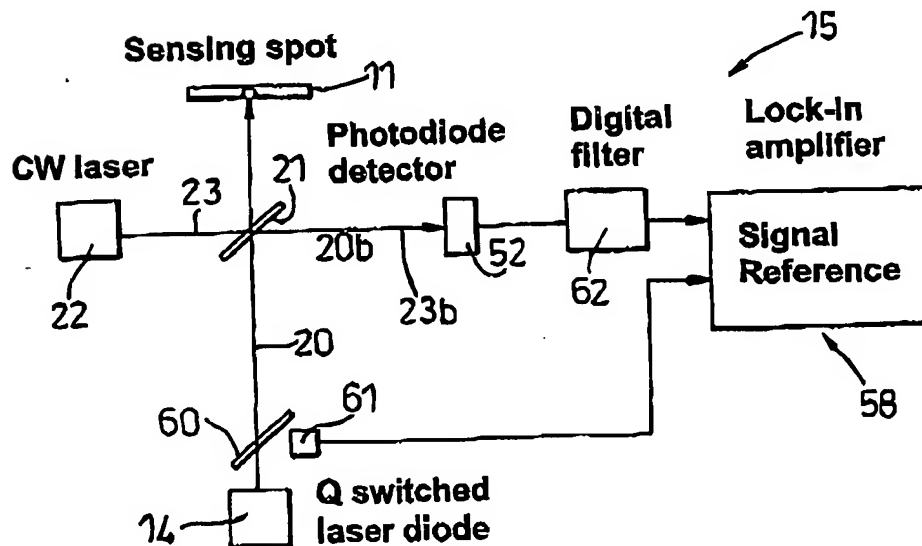 15
Sensing spot
11
CW laser
23
22
21
Photodiode
detector
20b
23b
52
Digital
filter
62
Lock-in
amplifier
Signal
Reference
58
20
60
61
14
Q switched
laser diode